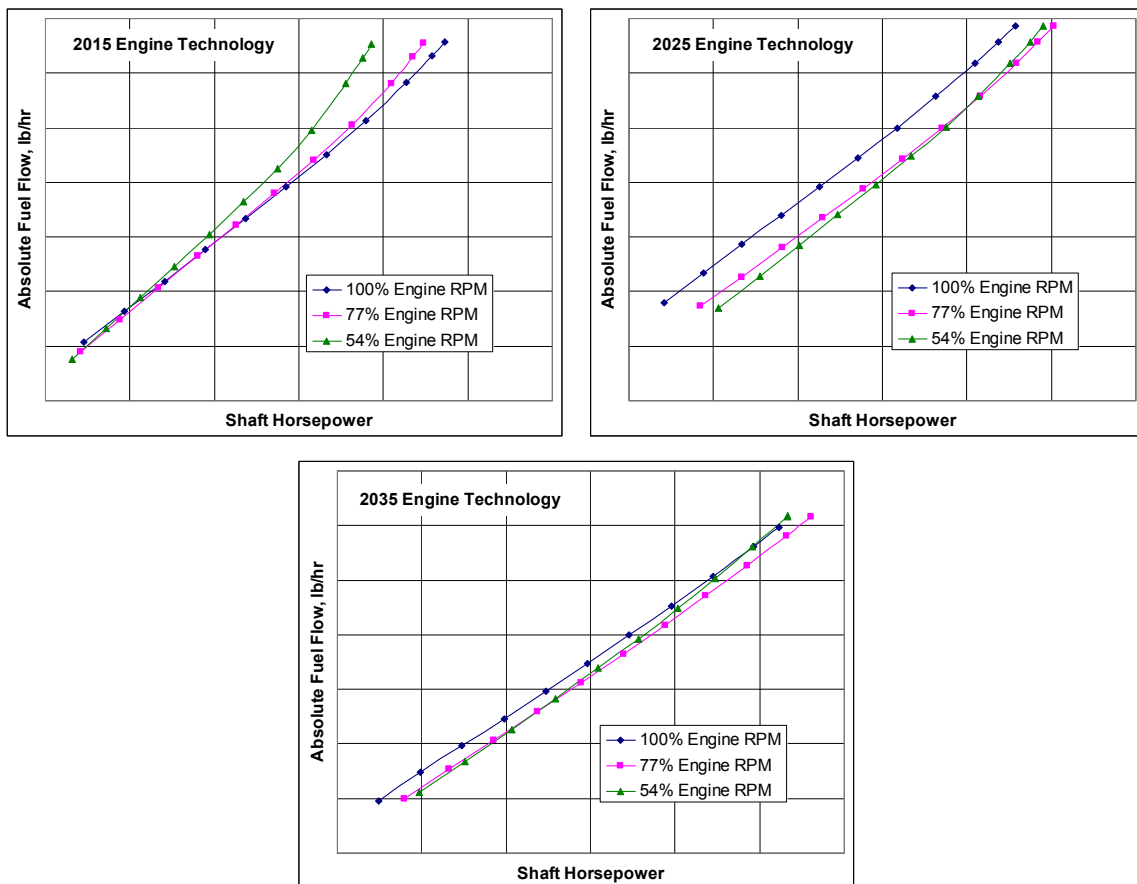 2015 Engine Technology
Absolute Fuel Flow, lb/hr
100% Engine RPM
77% Engine RPM
54% Engine RPM
Shaft Horsepower
2025 Engine Technology
Absolute Fuel Flow, lb/hr
100% Engine RPM
77% Engine RPM
54% Engine RPM
Shaft Horsepower
2035 Engine Technology
Absolute Fuel Flow, lb/hr
100% Engine RPM
77% Engine RPM
54% Engine RPM
Shaft Horsepower